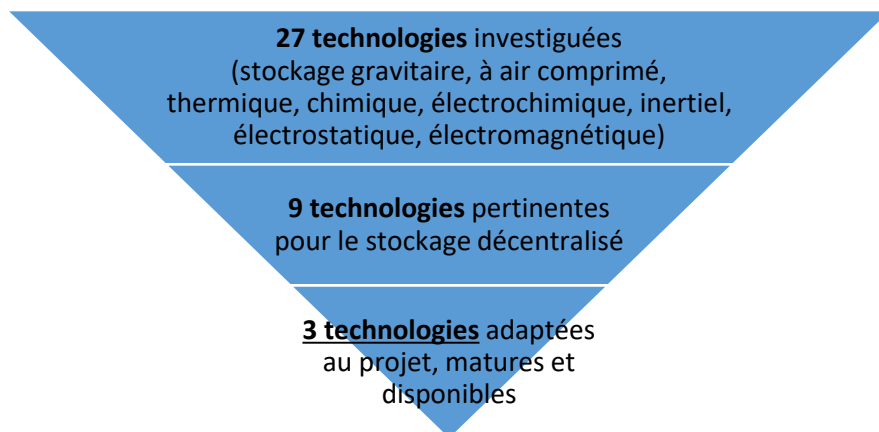 27 technologies investiguées
(stockage gravitaire, à air comprimé,
thermique, chimique, électrochimique, inertiel,
électrostatique, électromagnétique)
9 technologies pertinentes
pour le stockage décentralisé
3 technologies adaptées
au projet, matures et
disponibles